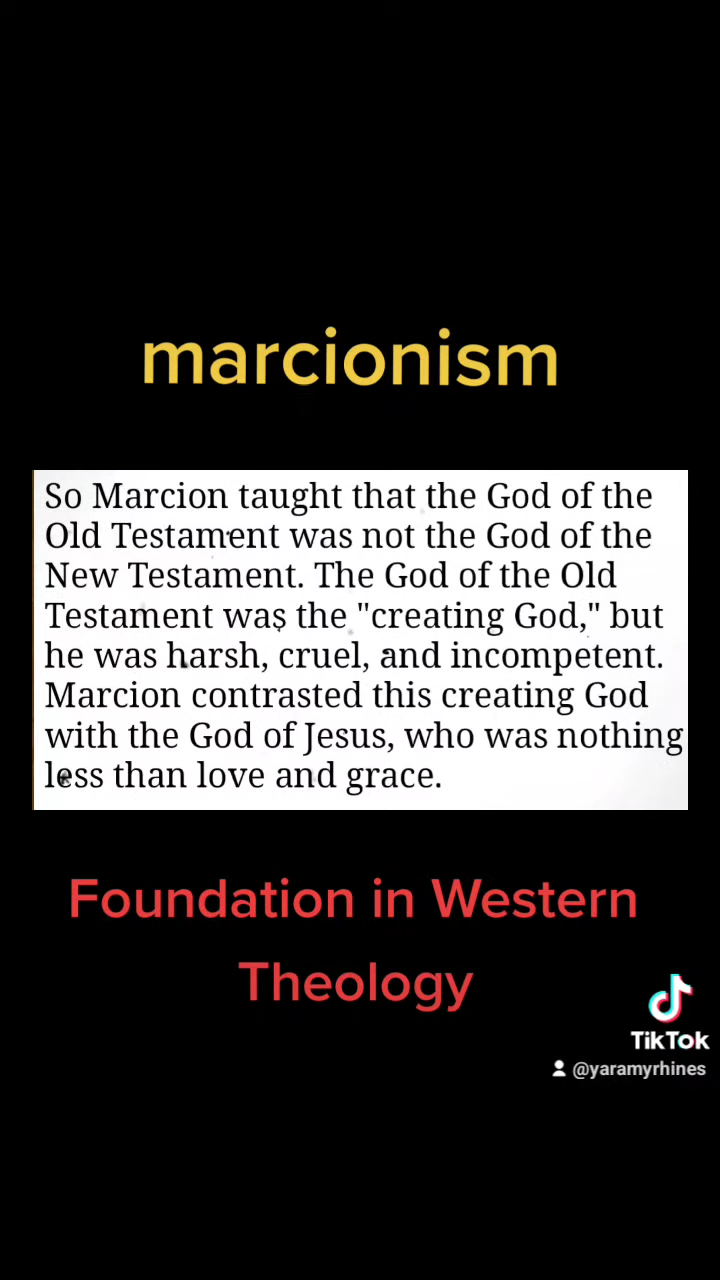 marcionism
So Marcion taught that the God of the
Old Testament was not the God of the
New Testament. The God of the Old
Testament was the "creating God," but
he was harsh, cruel, and incompetent.
Marcion contrasted this creating God
with the God of Jesus, who was nothing
less than love and grace.
Foundation in Western
Theology
TikTok
@yaramyrhines